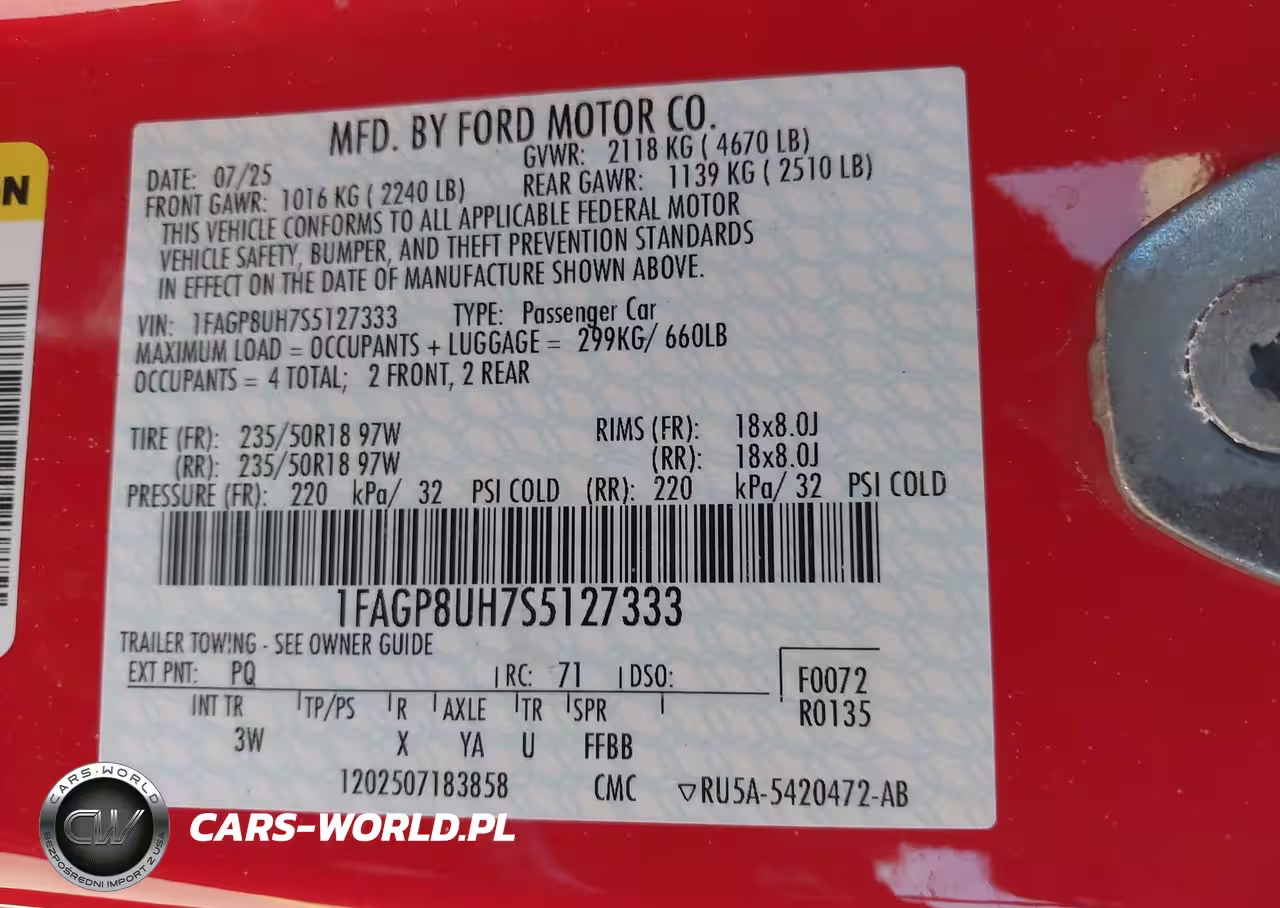 N
MFD. BY FORD MOTOR CO.
DATE: 07/25 GVWR: 2118 KG ( 4670 LB)
FRONT GAWR: 1016 KG ( 2240 LB) REAR GAWR: 1139 KG ( 2510 LB)
THIS VEHICLE CONFORMS TO ALL APPLICABLE FEDERAL MOTOR
VEHICLE SAFETY, BUMPER, AND THEFT PREVENTION STANDARDS
IN EFFECT ON THE DATE OF MANUFACTURE SHOWN ABOVE.
VIN: 1FAGP8UH7S5127333 TYPE: Passenger Car
MAXIMUM LOAD = OCCUPANTS + LUGGAGE = 299KG/ 660LB
OCCUPANTS = 4 TOTAL; 2 FRONT, 2 REAR
TIRE (FR): 235/50R18 97W RIMS (FR): 18x8.0J
(RR): 235/50R18 97W (RR): 18x8.0J
PRESSURE (FR): 220 kPa/ 32 PSI COLD (RR): 220 kPa/ 32 PSI COLD
1FAGP8UH7S5127333
TRAILER TOWING - SEE OWNER GUIDE
EXT PNT: PQ RC: 71 DSO: F0072
INT TR TP/PS R AXLE TR SPR R0135
3W X YA U FFBB
1202507183858 CMC ▽RU5A-5420472-AB
CARS-WORLD
CW
BEZPOŚREDNI IMPORT Z USA
CARS-WORLD.PL